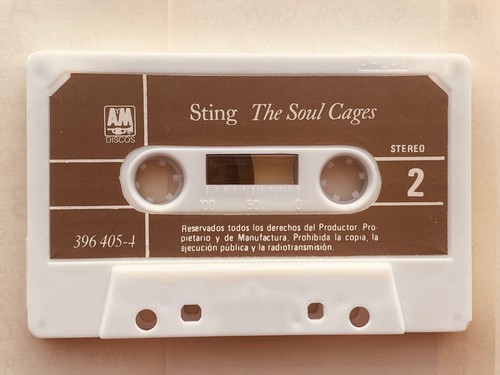 A&M
DISCOS
Sting The Soul Cages
STEREO
2
100 50 0
396 405-4
Reservados todos los derechos del Productor. Pro-
pietario y de Manufactura. Prohibida la copia, la
ejecución pública y la radiotransmisión.